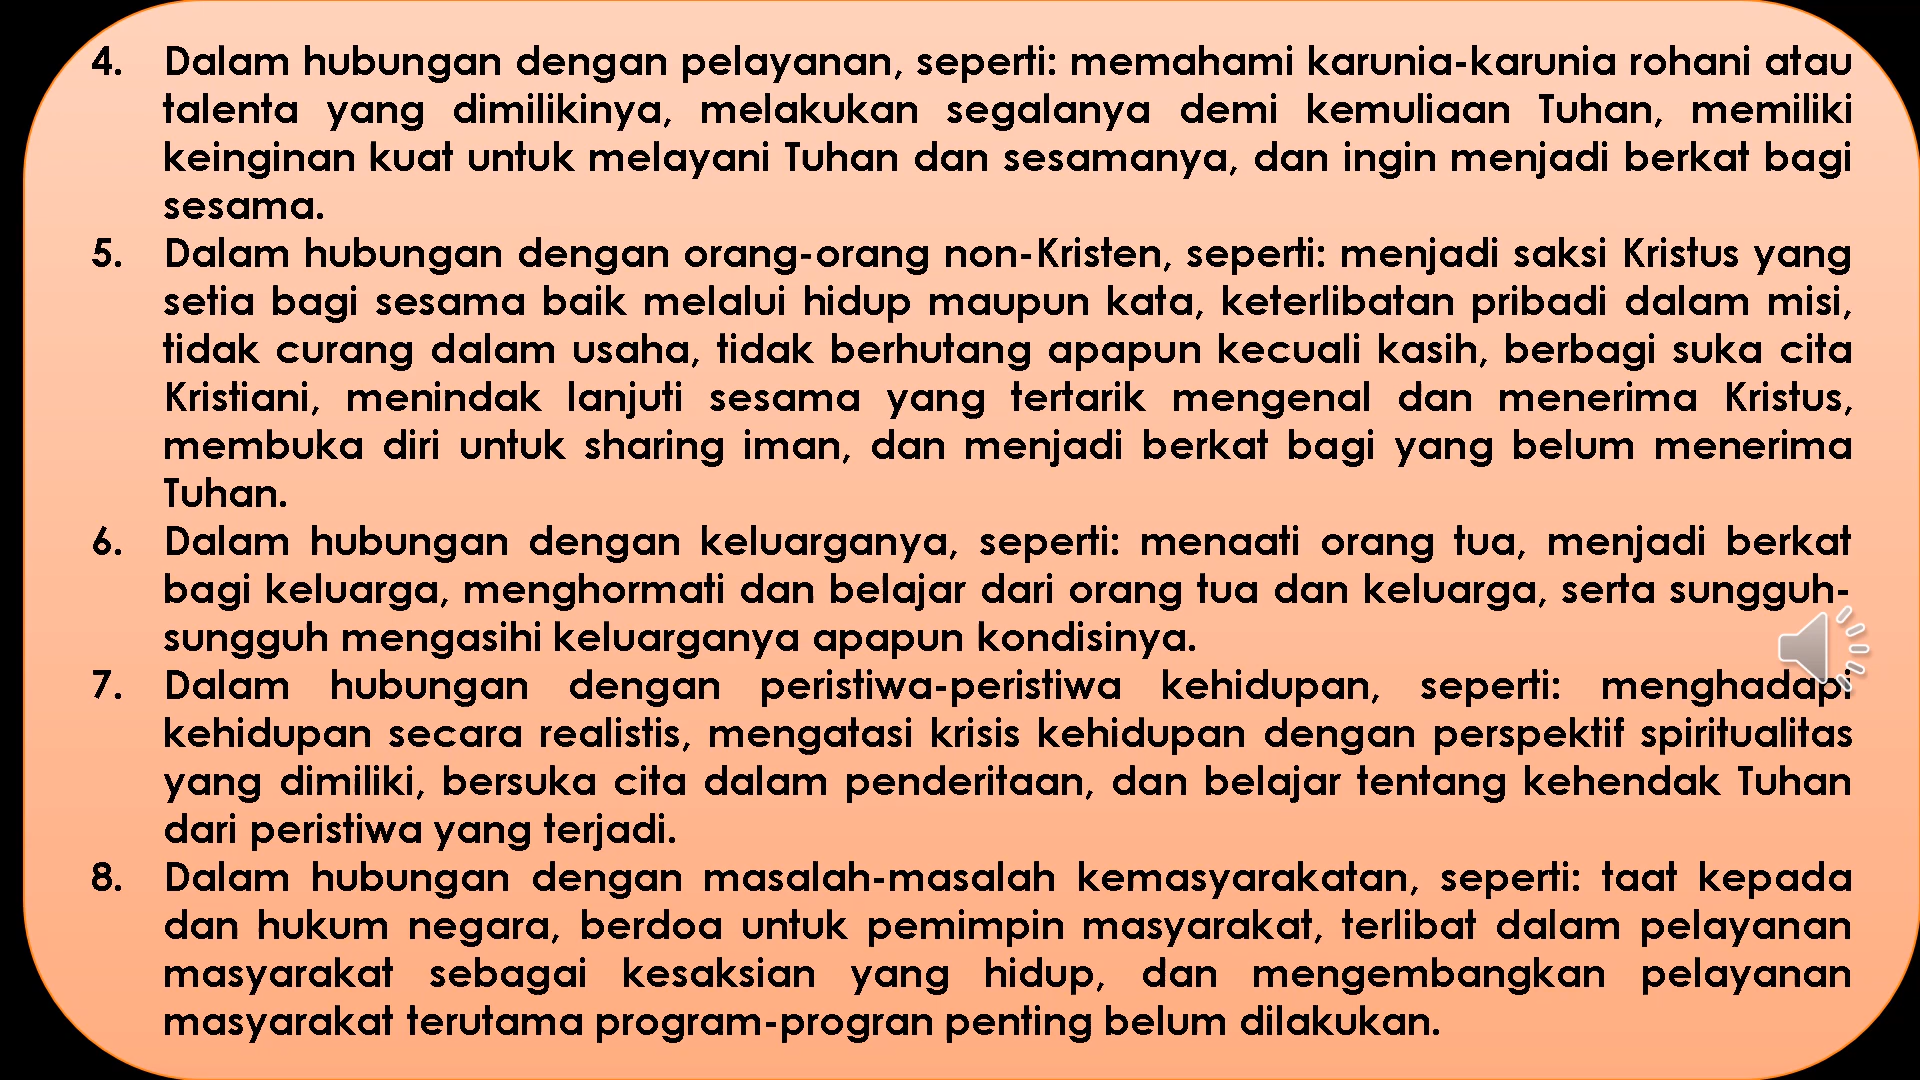 4. Dalam hubungan dengan pelayanan, seperti: memahami karunia-karunia rohani atau
talenta yang dimilikinya, melakukan segalanya demi kemuliaan Tuhan, memiliki
keinginan kuat untuk melayani Tuhan dan sesamanya, dan ingin menjadi berkat bagi
sesama.
5. Dalam hubungan dengan orang-orang non-Kristen, seperti: menjadi saksi Kristus yang
setia bagi sesama baik melalui hidup maupun kata, keterlibatan pribadi dalam misi,
tidak curang dalam usaha, tidak berhutang apapun kecuali kasih, berbagi suka cita
Kristiani, menindak lanjuti sesama yang tertarik mengenal dan menerima Kristus,
membuka diri untuk sharing iman, dan menjadi berkat bagi yang belum menerima
Tuhan.
6. Dalam hubungan dengan keluarganya, seperti: menaati orang tua, menjadi berkat
bagi keluarga, menghormati dan belajar dari orang tua dan keluarga, serta sungguh-
sungguh mengasihi keluarganya apapun kondisinya.
7. Dalam hubungan dengan peristiwa-peristiwa kehidupan, seperti: menghadapi
kehidupan secara realistis, mengatasi krisis kehidupan dengan perspektif spiritualitas
yang dimiliki, bersuka cita dalam penderitaan, dan belajar tentang kehendak Tuhan
dari peristiwa yang terjadi.
8. Dalam hubungan dengan masalah-masalah kemasyarakatan, seperti: taat kepada
dan hukum negara, berdoa untuk pemimpin masyarakat, terlibat dalam pelayanan
masyarakat sebagai kesaksian yang hidup, dan mengembangkan pelayanan
masyarakat terutama program-progran penting belum dilakukan.